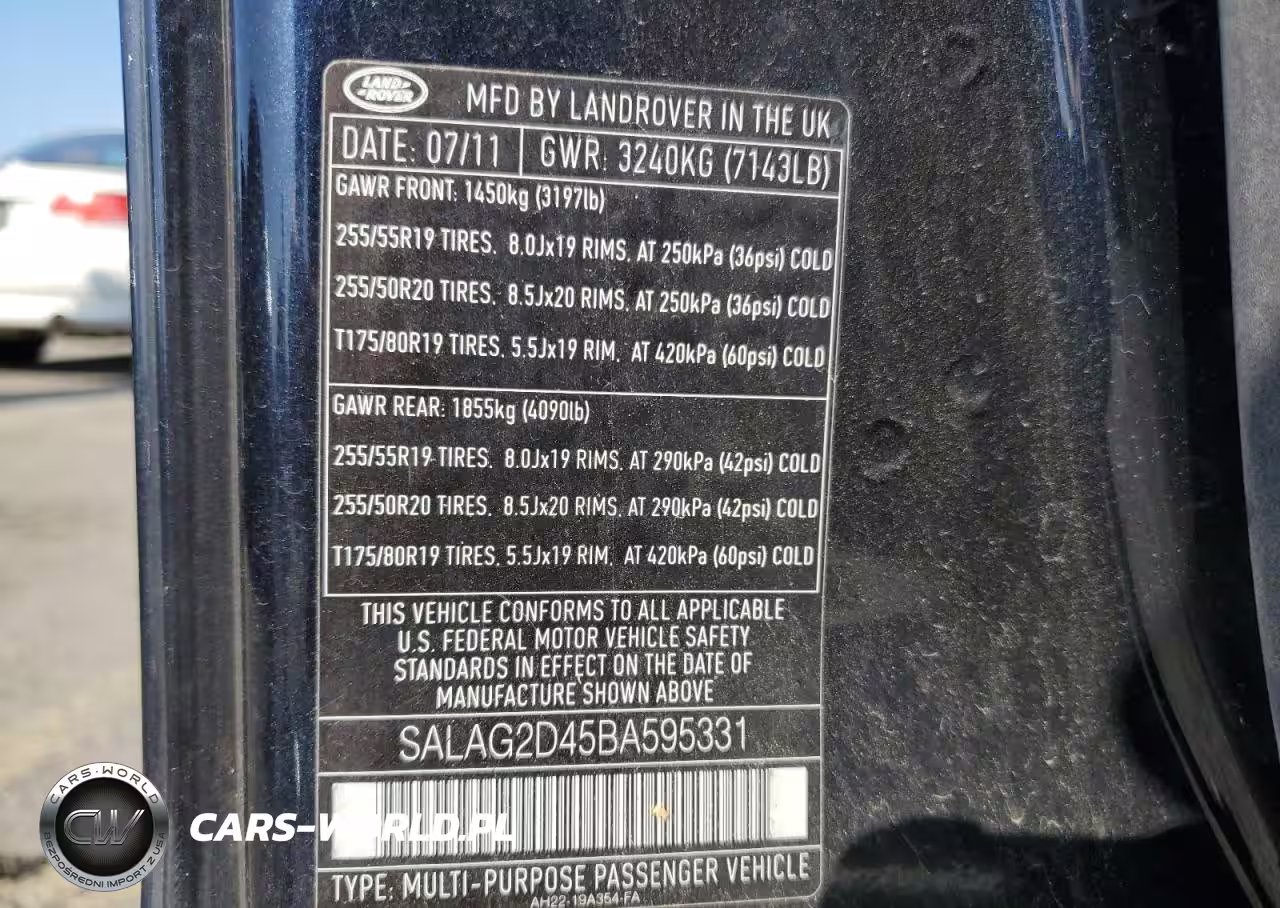 LAND ROVER
MFD BY LANDROVER IN THE UK
DATE: 07/11 GWR: 3240KG (7143LB)
GAWR FRONT: 1450kg (3197lb)
255/55R19 TIRES. 8.0Jx19 RIMS. AT 250kPa (36psi) COLD
255/50R20 TIRES. 8.5Jx20 RIMS. AT 250kPa (36psi) COLD
T175/80R19 TIRES. 5.5Jx19 RIM. AT 420kPa (60psi) COLD
GAWR REAR: 1855kg (4090lb)
255/55R19 TIRES. 8.0Jx19 RIMS. AT 290kPa (42psi) COLD
255/50R20 TIRES. 8.5Jx20 RIMS. AT 290kPa (42psi) COLD
T175/80R19 TIRES. 5.5Jx19 RIM. AT 420kPa (60psi) COLD
THIS VEHICLE CONFORMS TO ALL APPLICABLE
U.S. FEDERAL MOTOR VEHICLE SAFETY
STANDARDS IN EFFECT ON THE DATE OF
MANUFACTURE SHOWN ABOVE
SALAG2D45BA595331
TYPE: MULTI-PURPOSE PASSENGER VEHICLE
AH22-19A354-FA
CARS-WORLD
CW
BEZPOŚREDNI IMPORT Z USA
CARS-WORLD.PL